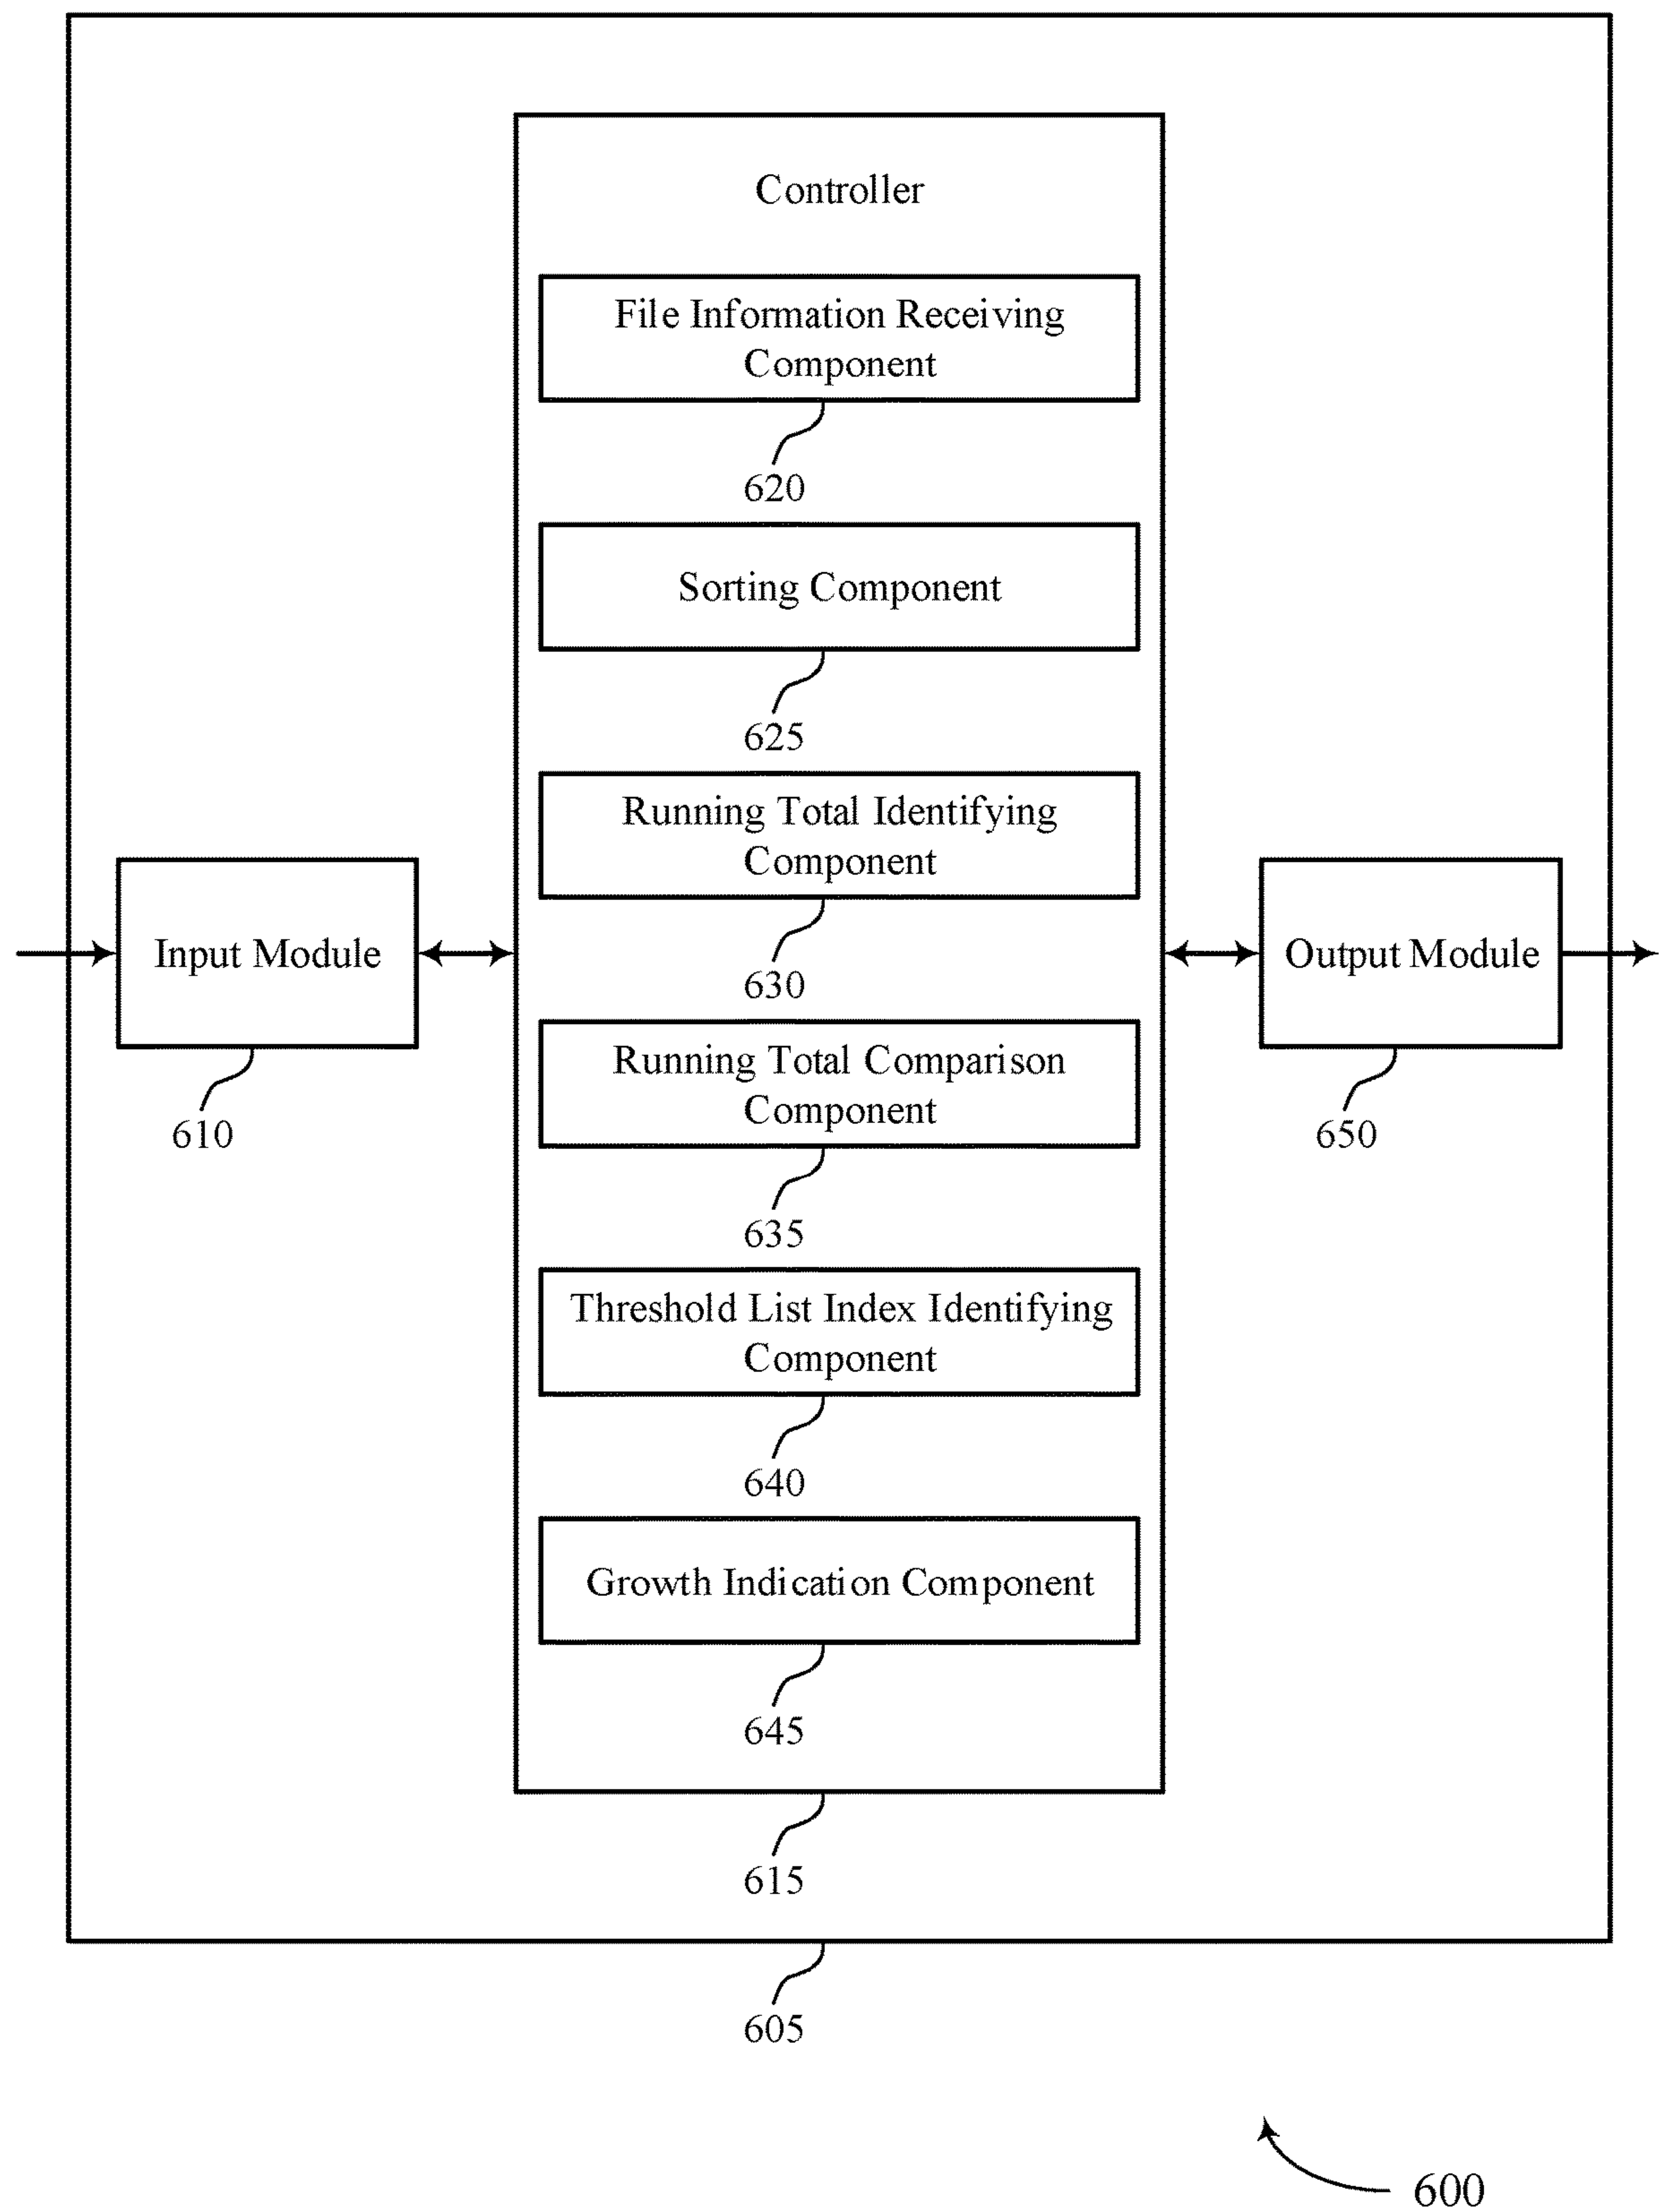 Controller
File Information Receiving
Component
620
Sorting Component
625
Running Total Identifying
Component
630
Input Module
610
Output Module
650
Running Total Comparison
Component
635
Threshold List Index Identifying
Component
640
Growth Indication Component
645
615
605
600